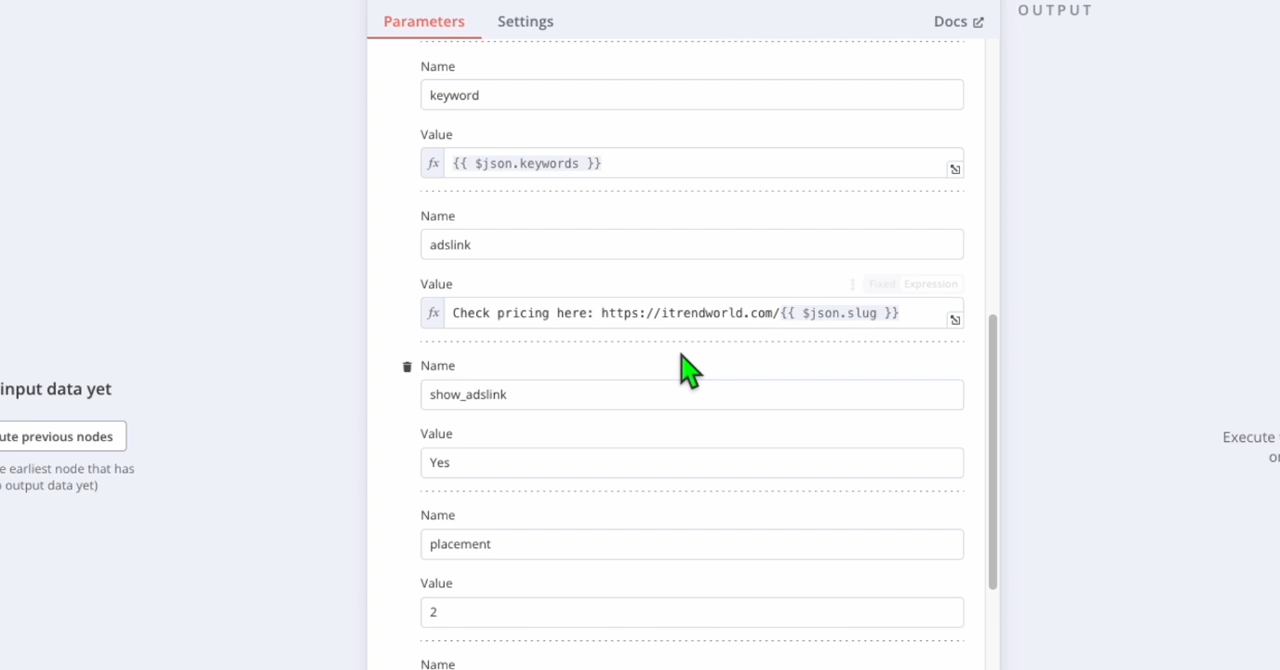 Parameters
Settings
Docs
OUTPUT
Name
keyword
Value
fx {{ $json.keywords }}
Name
adslink
Value
Fixed Expression
fx Check pricing here: https://itrendworld.com/{{ $json.slug }}
Name
show_adslink
Value
Yes
Name
placement
Value
2
Name
input data yet
ute previous nodes
e earliest node that has
output data yet)
Execute